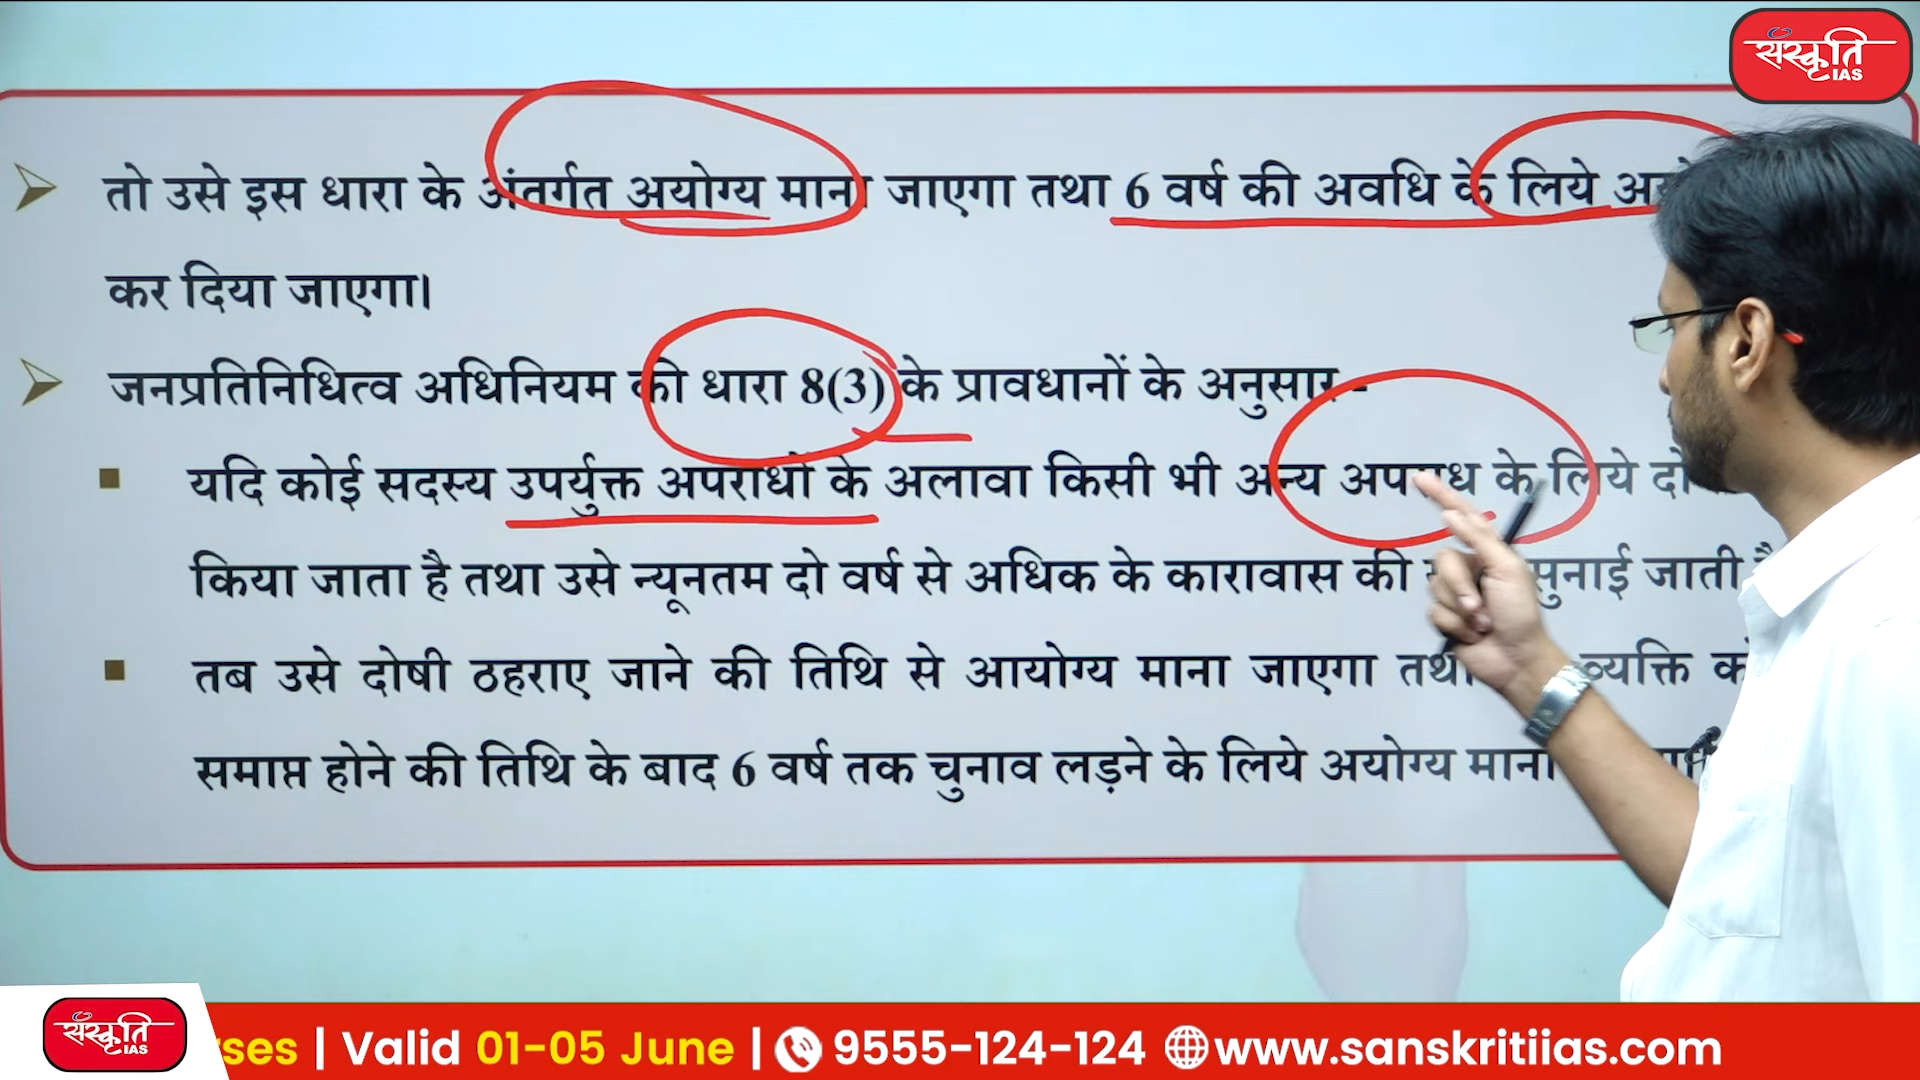 संस्कृति
IAS
तो उसे इस धारा के अंतर्गत अयोग्य माना जाएगा तथा 6 वर्ष की अवधि के लिये
कर दिया जाएगा।
जनप्रतिनिधित्व अधिनियम की धारा 8(3) के प्रावधानों के अनुसार -
यदि कोई सदस्य उपर्युक्त अपराधों के अलावा किसी भी अन्य अपराध के लिये
किया जाता है तथा उसे न्यूनतम दो वर्ष से अधिक के कारावास की सुनाई जाती
तब उसे दोषी ठहराए जाने की तिथि से आयोग्य माना जाएगा तथा व्यक्ति
समाप्त होने की तिथि के बाद 6 वर्ष तक चुनाव लड़ने के लिये अयोग्य माना
संस्कृति
IAS
rses | Valid 01-05 June | 9555-124-124 www.sanskritiias.com